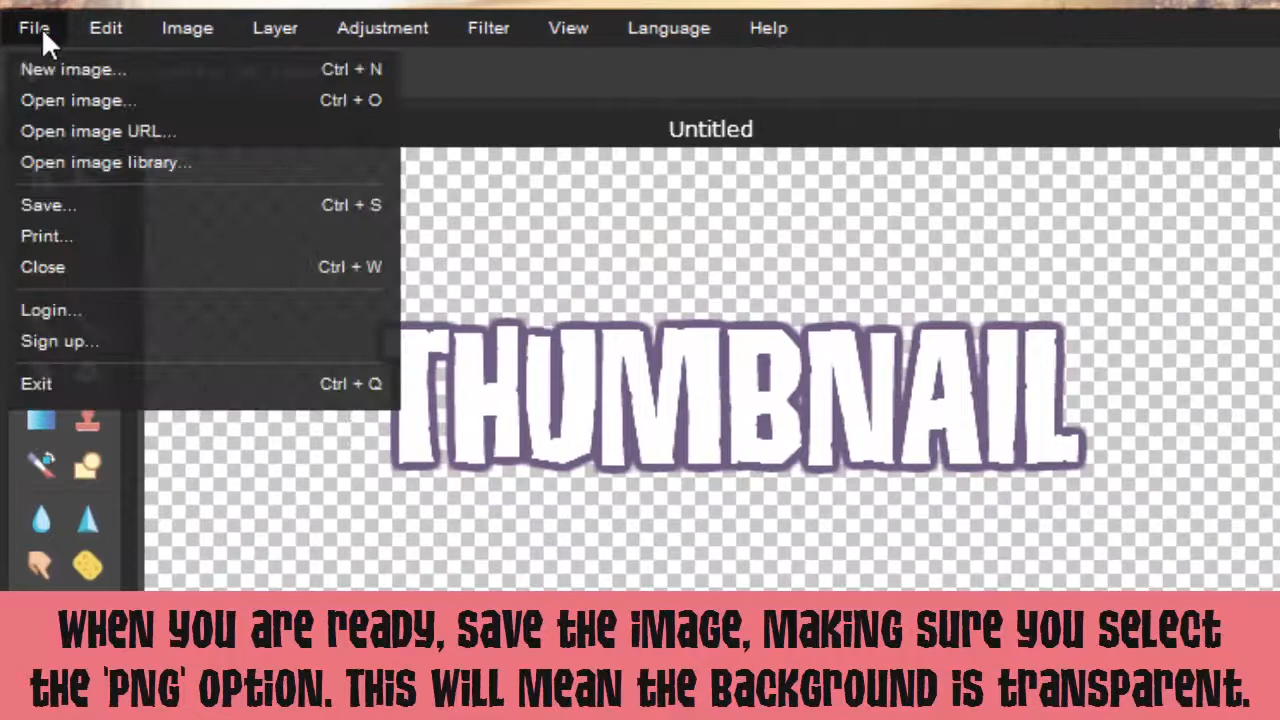 File Edit Image Layer Adjustment Filter View Language Help
New image... Ctrl + N
Open image... Ctrl + O
Open image URL...
Open image library...
Untitled
Save... Ctrl + S
Print...
Close Ctrl + W
Login...
Sign up...
Exit Ctrl + Q
THUMBNAIL
When you are ready, save the image, making sure you select
the 'PNG' option. This will mean the background is transparent.